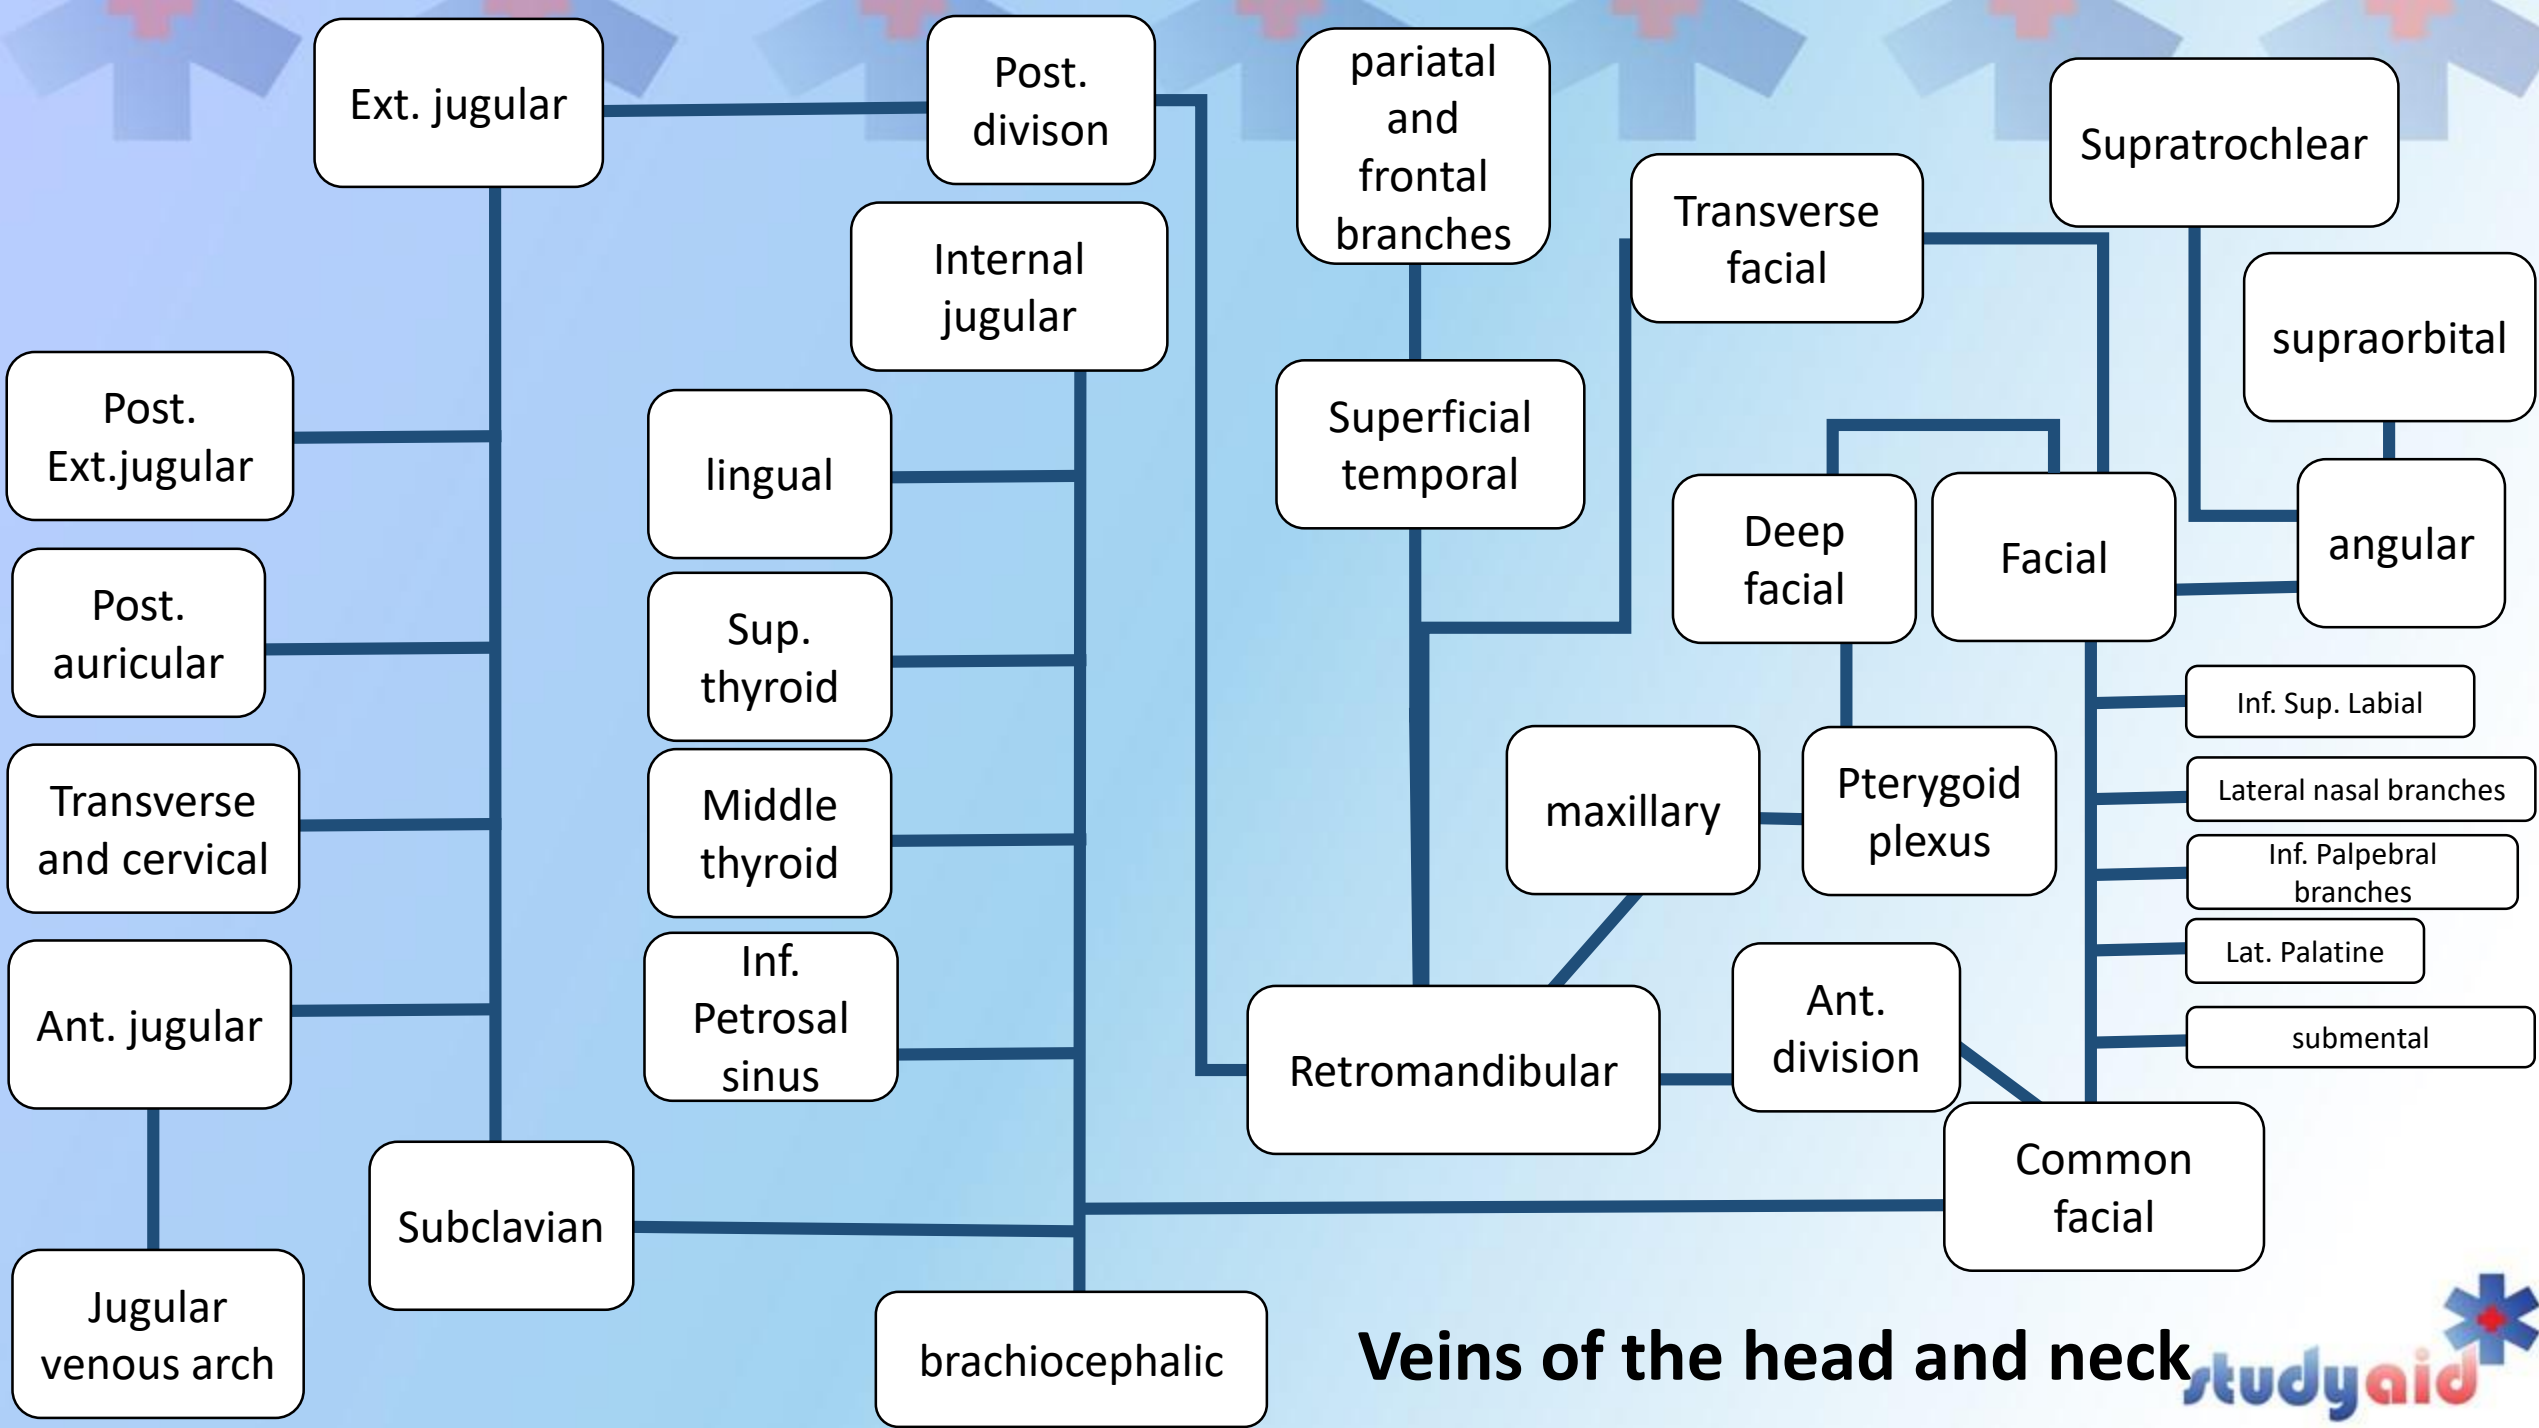 Ext. jugular
Post.
divison
pariatal
and
frontal
branches
Supratrochlear
Transverse
facial
Internal
jugular
supraorbital
Post.
Ext.jugular
lingual
Superficial
temporal
Deep
facial
Facial
angular
Post.
auricular
Sup.
thyroid
Inf. Sup. Labial
Transverse
and cervical
Middle
thyroid
maxillary
Pterygoid
plexus
Lateral nasal branches
Inf. Palpebral
branches
Lat. Palatine
Ant. jugular
Inf.
Petrosal
sinus
Retromandibular
Ant.
division
submental
Subclavian
Common
facial
Jugular
venous arch
brachiocephalic
Veins of the head and neck
studyaid